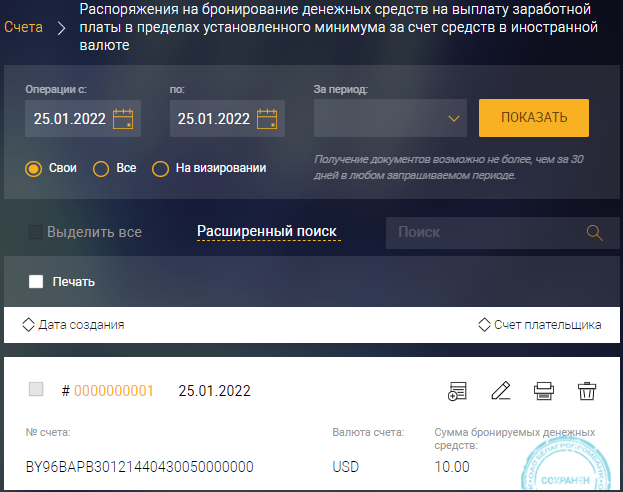 Счета
Распоряжения на бронирование денежных средств на выплату заработной
платы в пределах установленного минимума за счет средств в иностранной
валюте
Операции с: по: За период:
25.01.2022 25.01.2022 ПОКАЗАТЬ
Свои Все На визировании
Получение документов возможно не более, чем за 30
дней в любом запрашиваемом периоде.
Выделить все Расширенный поиск Поиск
Печать
Дата создания Счет плательщика
# 0000000001 25.01.2022
№ счета: Валюта счета: Сумма бронируемых денежных
средств:
BY96BAPB30121440430050000000 USD 10.00
ОАО БЕЛАГРОПРОМБАНК
СОХРАНЕН